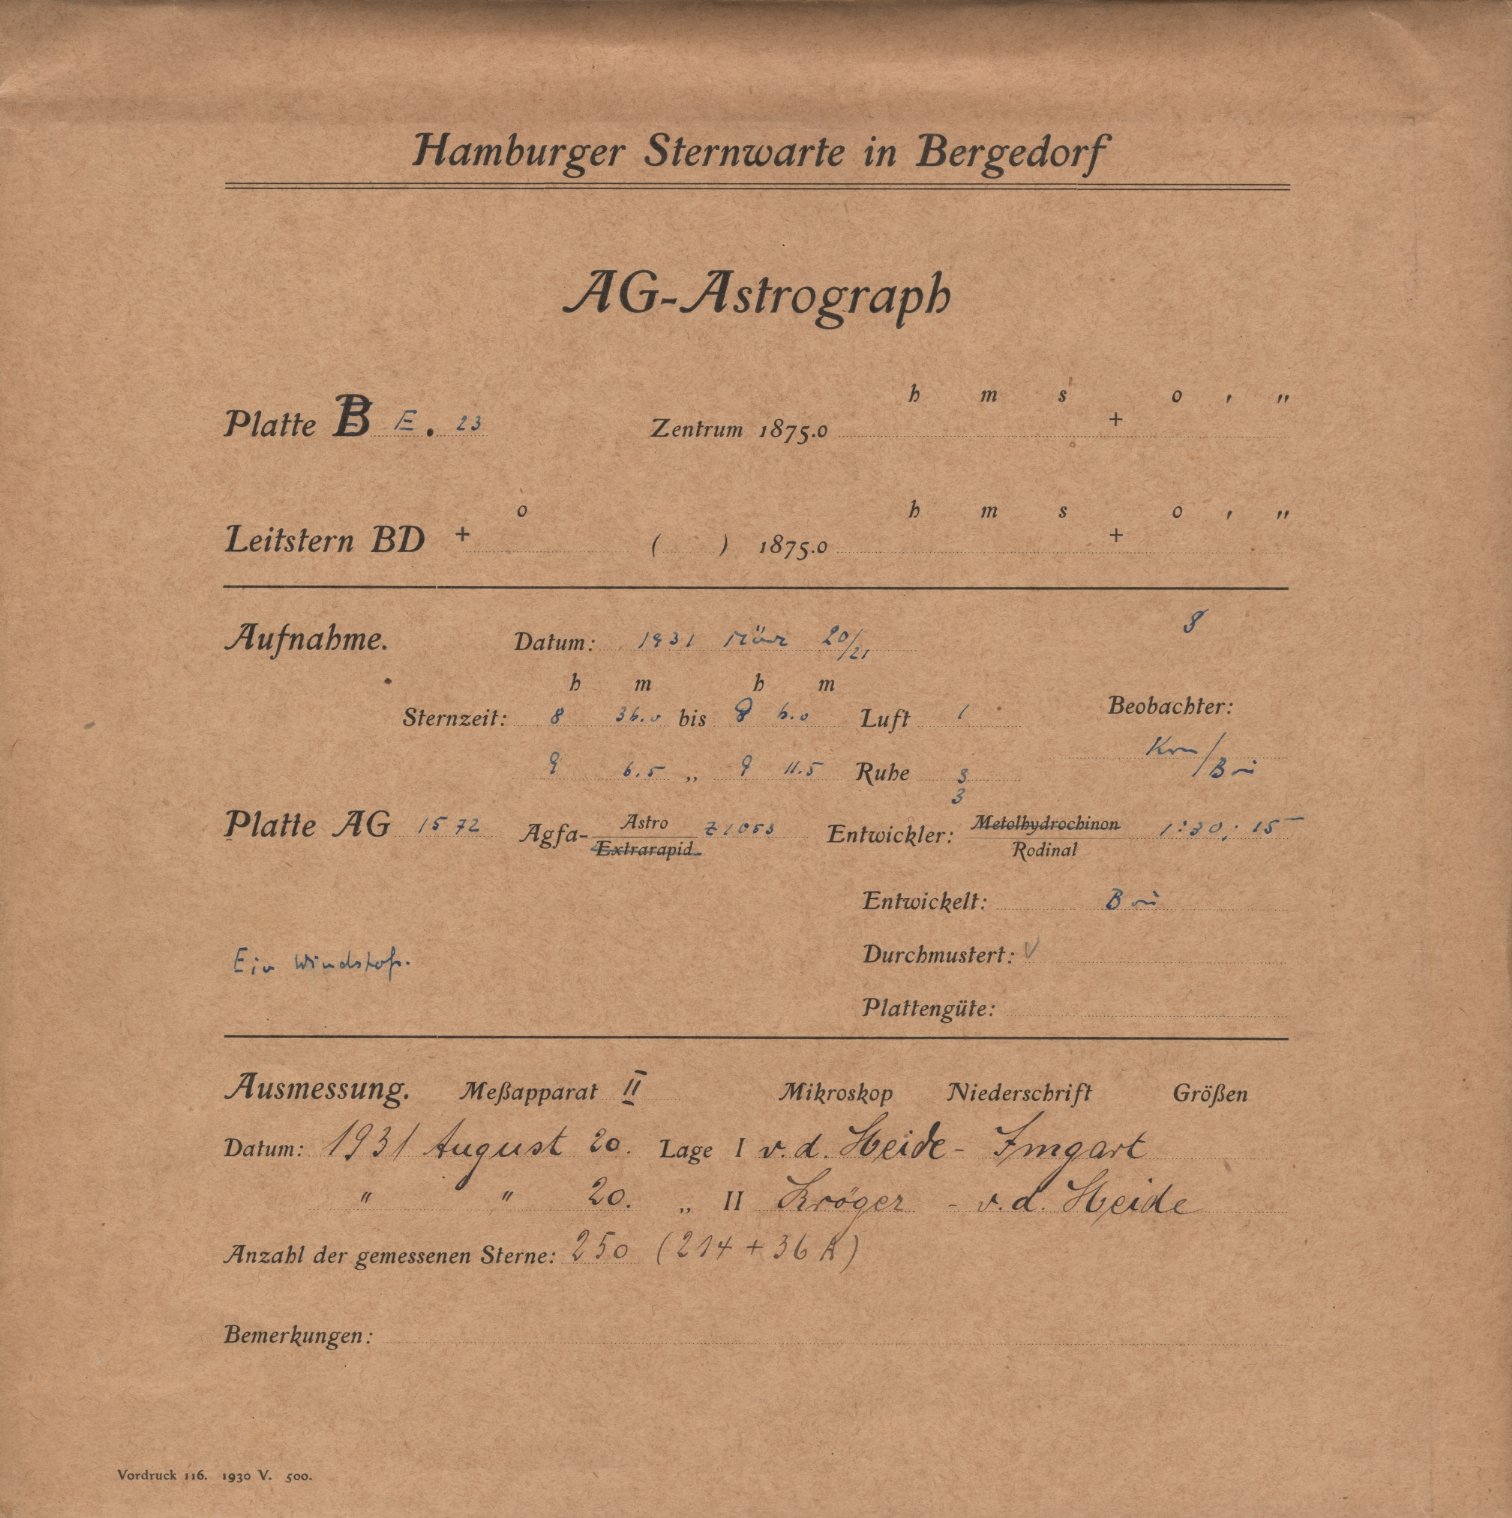 Hamburger Sternwarte in Bergedorf
AG-Astrograph
h m s o ′ ″
Platte B E. 23 Zentrum 1875.0 +
o h m s o ′ ″
Leitstern BD + ( ) 1875.0 +
8
Aufnahme. Datum: 1931 März 20/21
h m h m
Sternzeit: 8 36.0 bis 9 6.0 Luft 1 Beobachter:
9 6.5 „ 9 11.5 Ruhe 3
3
Platte AG 1572 Agfa- Astro Z1053 Entwickler: Metolhydrochinon 1:30; 15
Extrarapid Rodinal
Entwickelt:
Ein Windstoß. Durchmustert: V
Plattengüte:
Ausmessung. Meßapparat II Mikroskop Niederschrift Größen
Datum: 1931 August 20. Lage I v. d. Heide - Imgart
" " 20. „ II Kröger - v. d. Heide
Anzahl der gemessenen Sterne: 250 (214 + 36 A)
Bemerkungen:
Vordruck 116. 1930 V. 500.